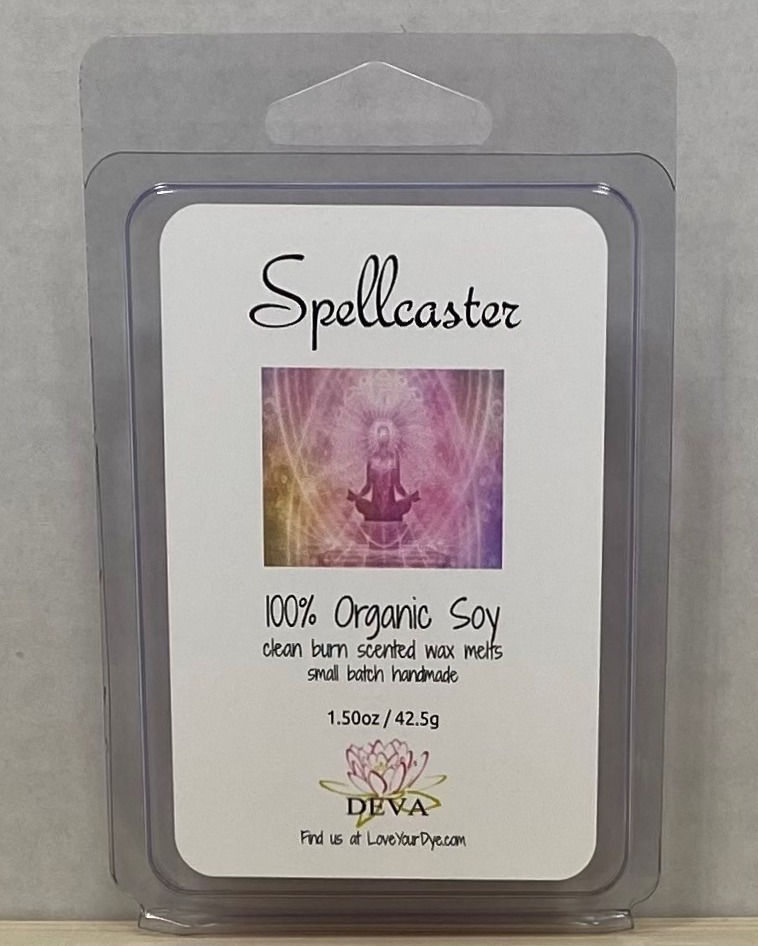 Spellcaster
100% Organic Soy
clean burn scented wax melts
small batch handmade
1.50oz / 42.5g
DEVA
Find us at LoveYourDye.com